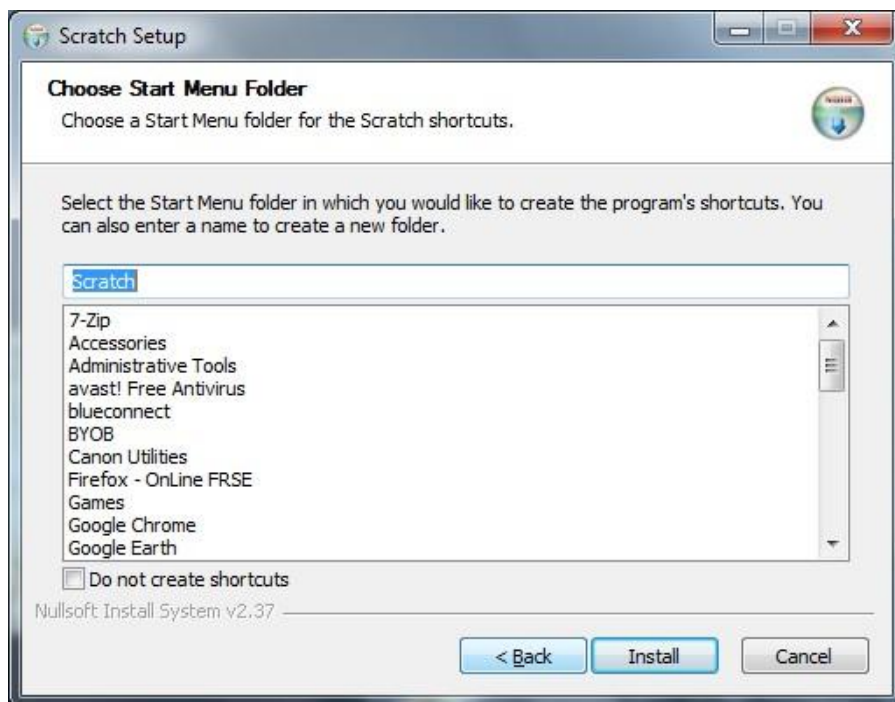 Scratch Setup
Choose Start Menu Folder
Choose a Start Menu folder for the Scratch shortcuts.
Select the Start Menu folder in which you would like to create the program's shortcuts. You
can also enter a name to create a new folder.
Scratch
7-Zip
Accessories
Administrative Tools
avast! Free Antivirus
blueconnect
BYOB
Canon Utilities
Firefox - OnLine FRSE
Games
Google Chrome
Google Earth
Do not create shortcuts
Nullsoft Install System v2.37
< Back
Install
Cancel